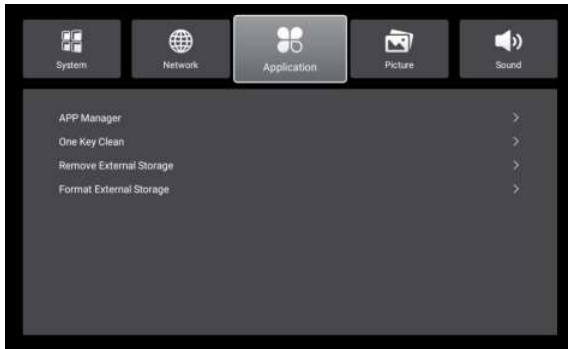 System
Network
Application
Picture
Sound
APP Manager
One Key Clean
Remove External Storage
Format External Storage